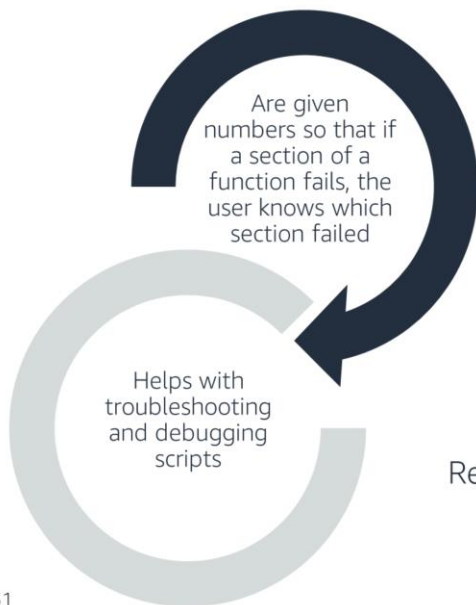 Are given
numbers so that if
a section of a
function fails, the
user knows which
section failed
Helps with
troubleshooting
and debugging
scripts
Re